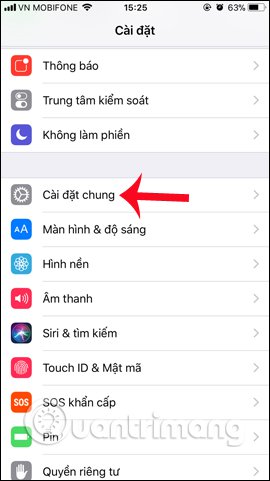 VN MOBIFONE 15:25 63%
Cài đặt
Thông báo
Trung tâm kiểm soát
Không làm phiền
Cài đặt chung
AA Màn hình & độ sáng
Hình nền
Âm thanh
Siri & tìm kiếm
Touch ID & Mật mã
SOS SOS khẩn cấp
Pin
Quantrimang
Quyền riêng tư